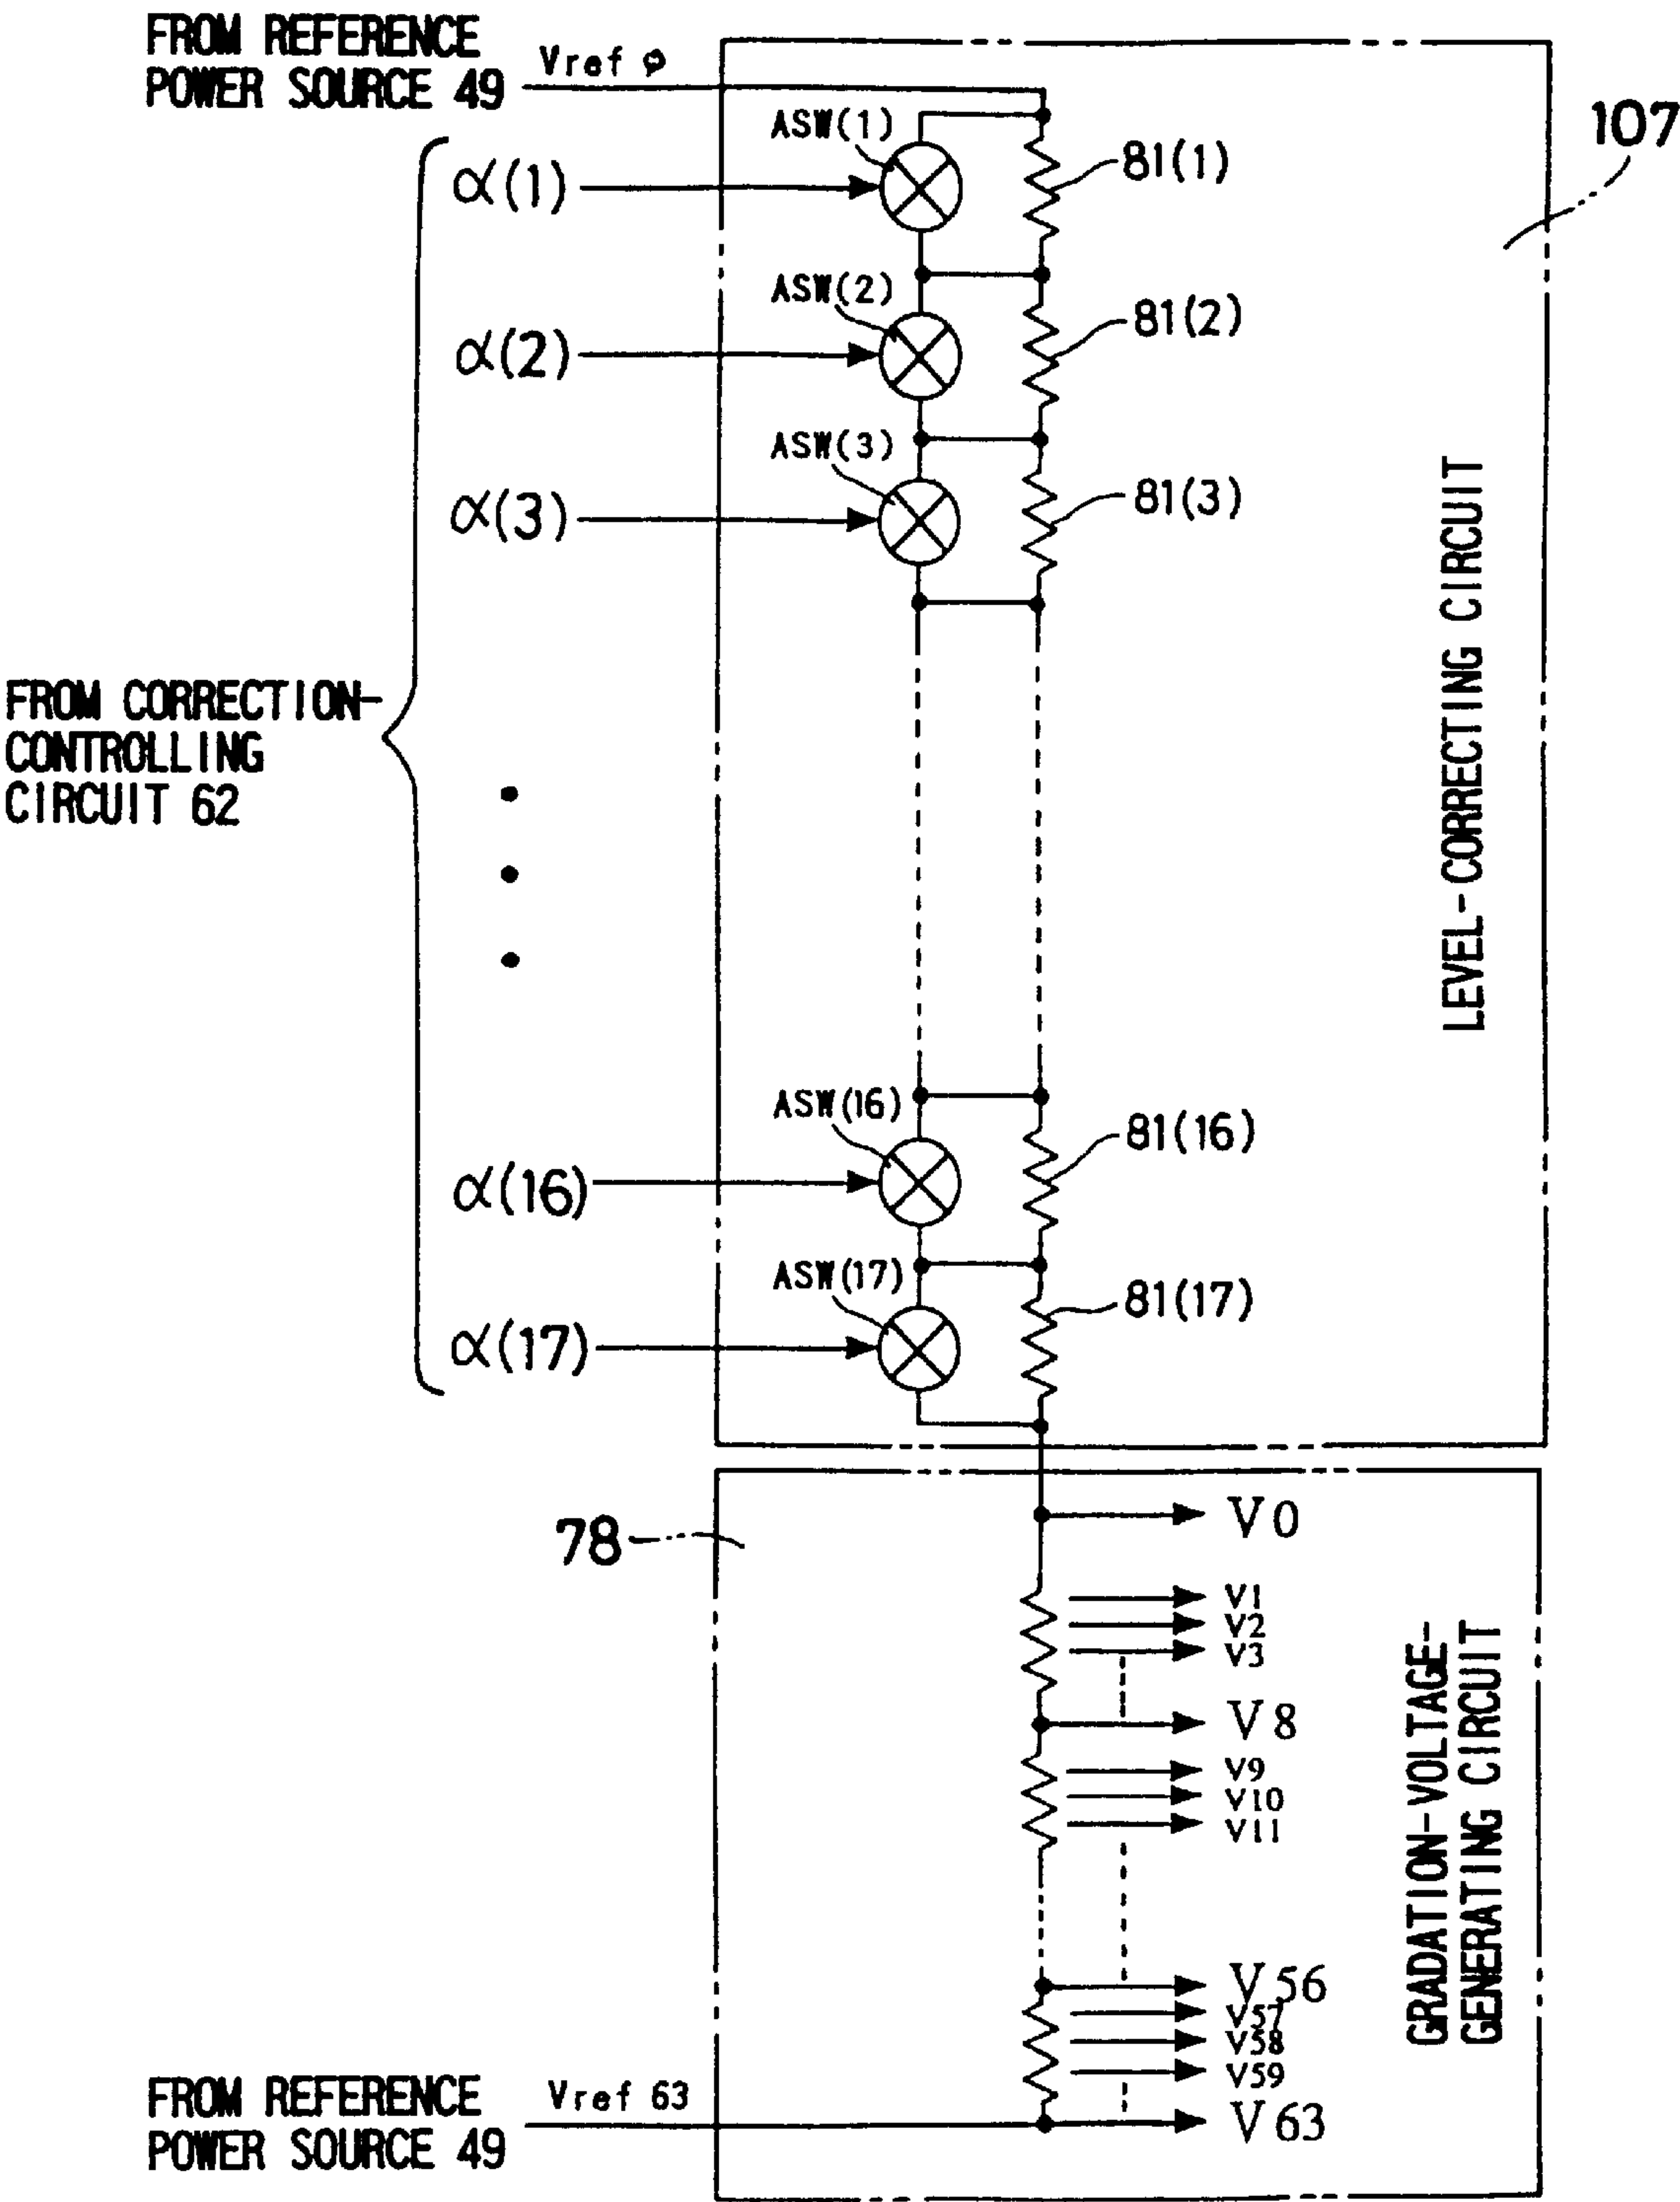 FROM REFERENCE
POWER SOURCE 49
Vref
107
ASW(1)
α(1)
81(1)
ASW(2)
α(2)
81(2)
ASW(3)
α(3)
81(3)
FROM CORRECTION-
CONTROLLING
CIRCUIT 62
LEVEL-CORRECTING CIRCUIT
ASW(16)
α(16)
81(16)
ASW(17)
α(17)
81(17)
78
V0
V1
V2
V3
V8
V9
V10
V11
V56
V57
V58
V59
V63
GRADATION-VOLTAGE-
GENERATING CIRCUIT
FROM REFERENCE
POWER SOURCE 49
Vref 63